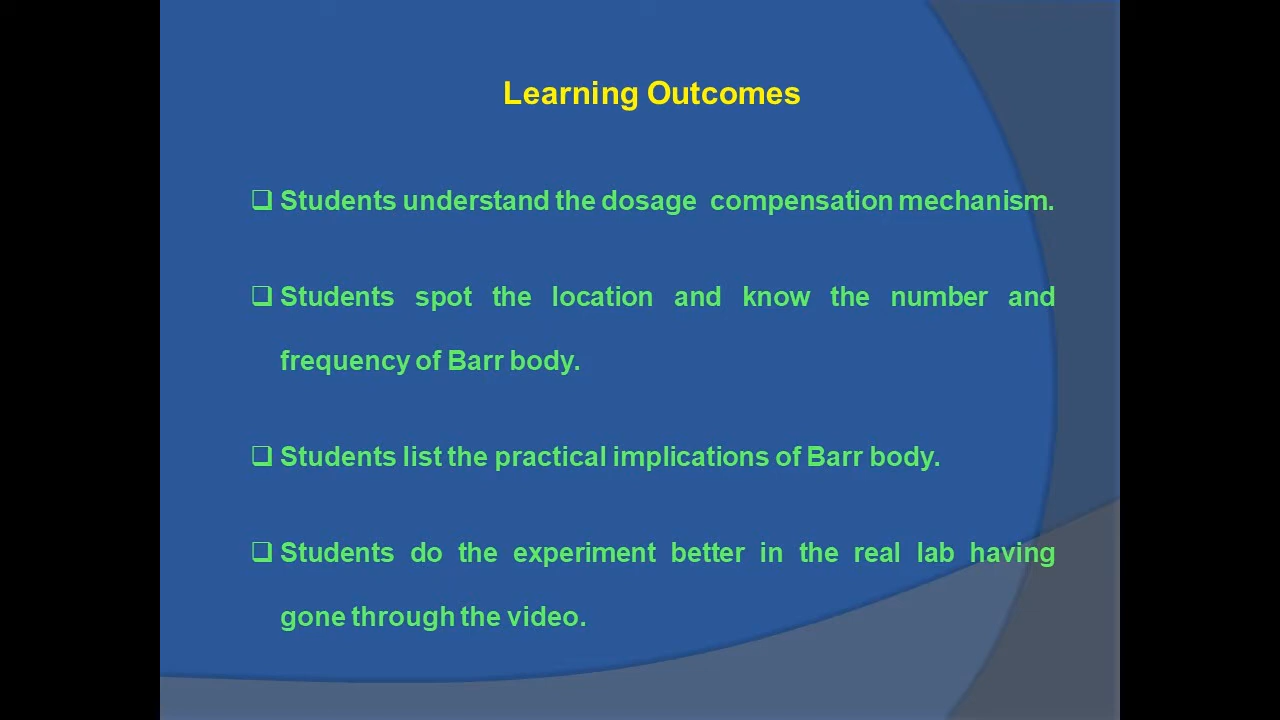 Learning Outcomes
❑ Students understand the dosage compensation mechanism.
❑ Students spot the location and know the number and
frequency of Barr body.
❑ Students list the practical implications of Barr body.
❑ Students do the experiment better in the real lab having
gone through the video.